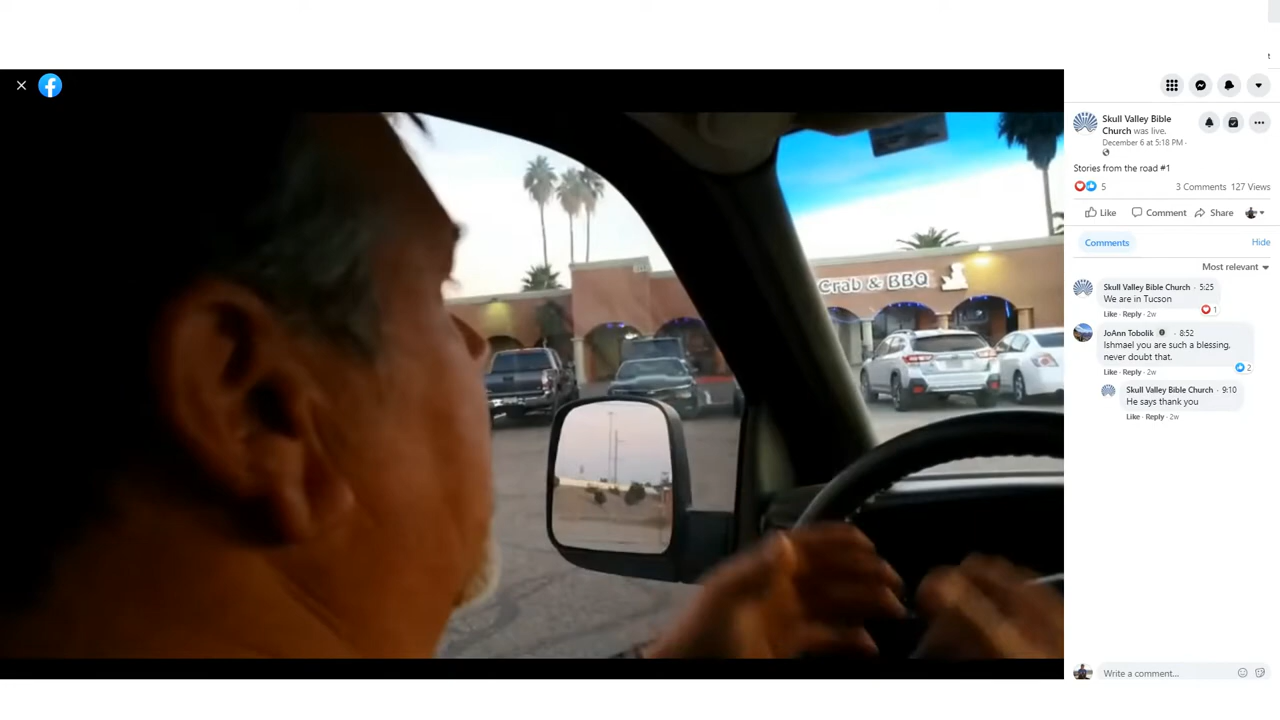 Crab & BBQ
Skull Valley Bible
Church was live.
December 6 at 5:18 PM ·
Stories from the road #1
5
3 Comments 127 Views
Like
Comment
Share
Comments
Hide
Most relevant
Skull Valley Bible Church · 5:25
We are in Tucson
1
Like · Reply · 2w
JoAnn Tobolik · 8:52
Ishmael you are such a blessing,
never doubt that.
2
Like · Reply · 2w
Skull Valley Bible Church · 9:10
He says thank you
Like · Reply · 2w
Write a comment...